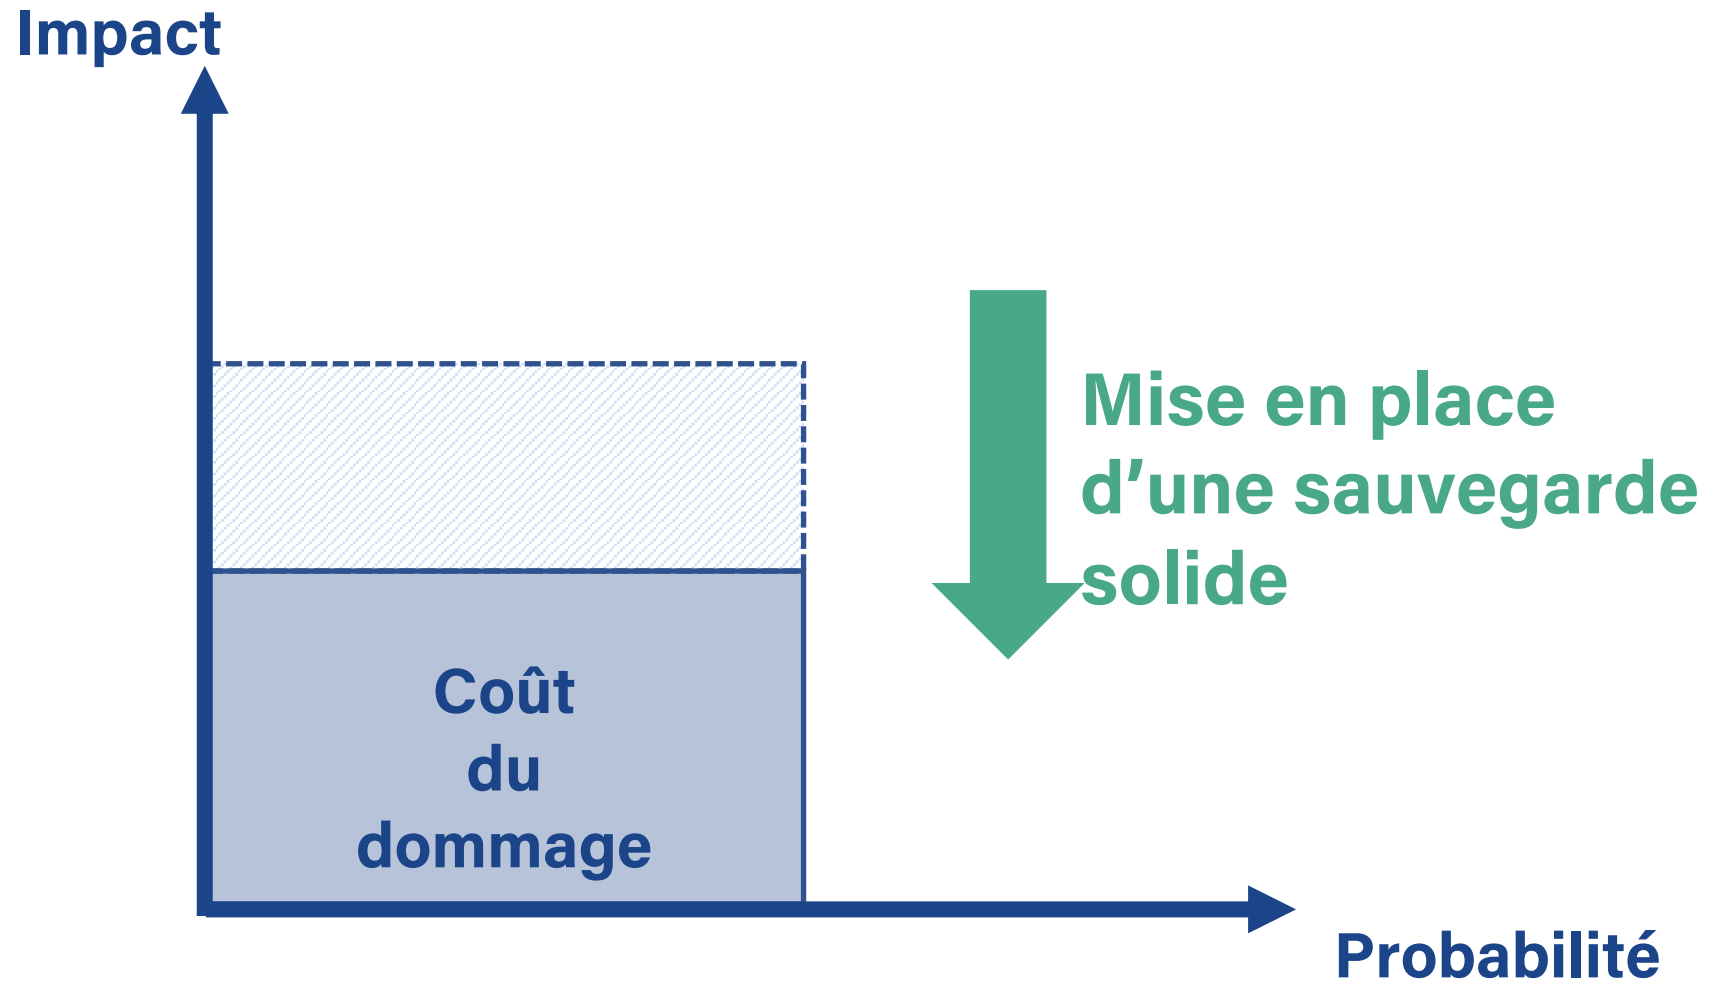 Impact
Mise en place
d’une sauvegarde
solide
Coût
du
dommage
Probabilité